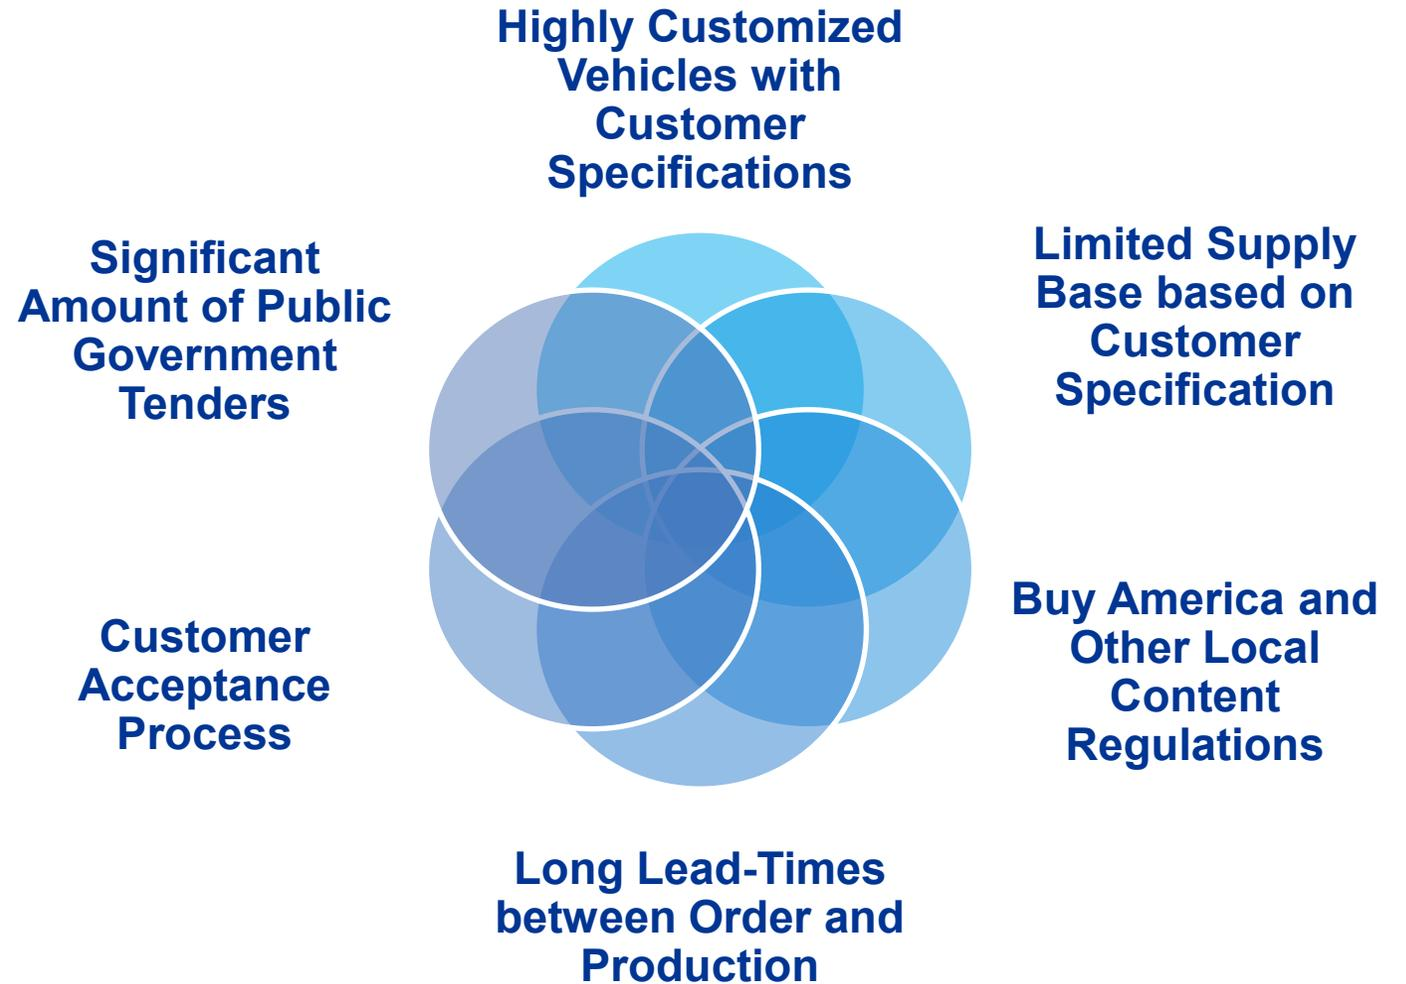 Highly Customized
Vehicles with
Customer
Specifications
Limited Supply
Base based on
Customer
Specification
Buy America and
Other Local
Content
Regulations
Long Lead-Times
between Order and
Production
Customer
Acceptance
Process
Significant
Amount of Public
Government
Tenders